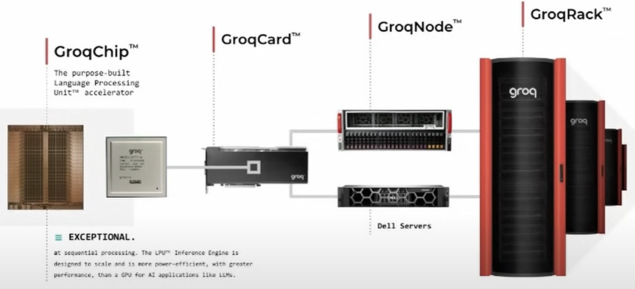 GroqChip™
GroqCard™
GroqNode™
GroqRack™
The purpose-built
Language Processing
Unit™ accelerator
groq
groq
groq
groq
Dell Servers
EXCEPTIONAL.
at sequential processing. The LPU™ Inference Engine is
designed to scale and is more power-efficient, with greater
performance, than a GPU for AI applications like LLMs.